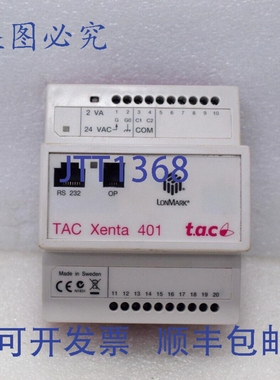 盗图必究
1 2 3 4 5 6 7 8 9 10
2 VA G G0 C1 C2
24 VAC COM
JTT1368
RS 232 OP
LONMARK®
TAC Xenta 401 t.a.c
Made in Sweden
11 12 13 14 15 16 17 18 19 20
可开发票 顺丰包邮